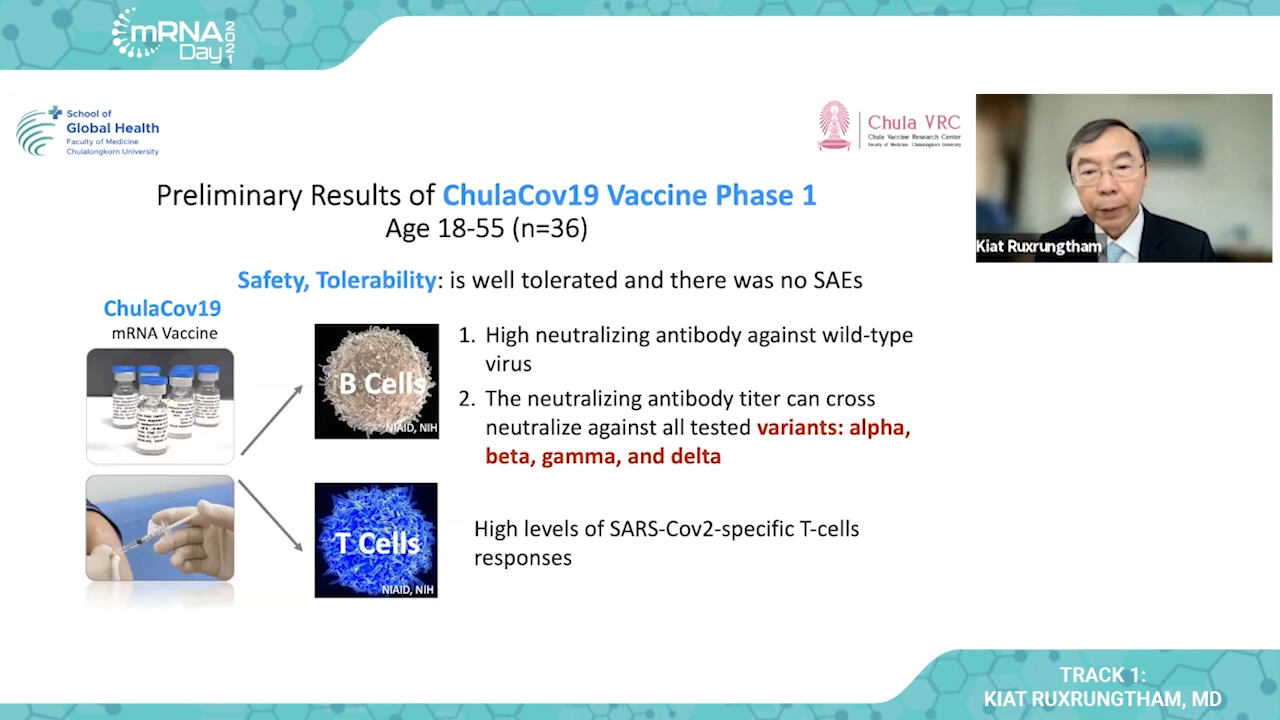 mRNA
Day
2021
School of
Global Health
Faculty of Medicine
Chulalongkorn University
Chula VRC
Chula Vaccine Research Center
Faculty of Medicine Chulalongkorn University
Kiat Ruxrungtham
Preliminary Results of ChulaCov19 Vaccine Phase 1
Age 18-55 (n=36)
Safety, Tolerability: is well tolerated and there was no SAEs
ChulaCov19
mRNA Vaccine
B Cells
NIAID, NIH
1. High neutralizing antibody against wild-type
virus
2. The neutralizing antibody titer can cross
neutralize against all tested variants: alpha,
beta, gamma, and delta
T Cells
NIAID, NIH
High levels of SARS-Cov2-specific T-cells
responses
TRACK 1:
KIAT RUXRUNGTHAM, MD